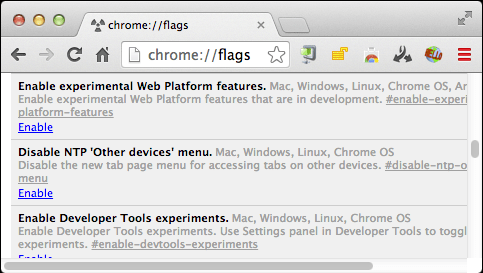 chrome://flags
chrome://flags
Enable experimental Web Platform features. Mac, Windows, Linux, Chrome OS,
Enable experimental Web Platform features that are in development. #enable-experi
platform-features
Enable
Disable NTP 'Other devices' menu. Mac, Windows, Linux, Chrome OS
Disable the new tab page menu for accessing tabs on other devices. #disable-ntp-o
menu
Enable
Enable Developer Tools experiments. Mac, Windows, Linux, Chrome OS
Enable Developer Tools experiments. Use Settings panel in Developer Tools to toggl
experiments. #enable-devtools-experiments
Enable